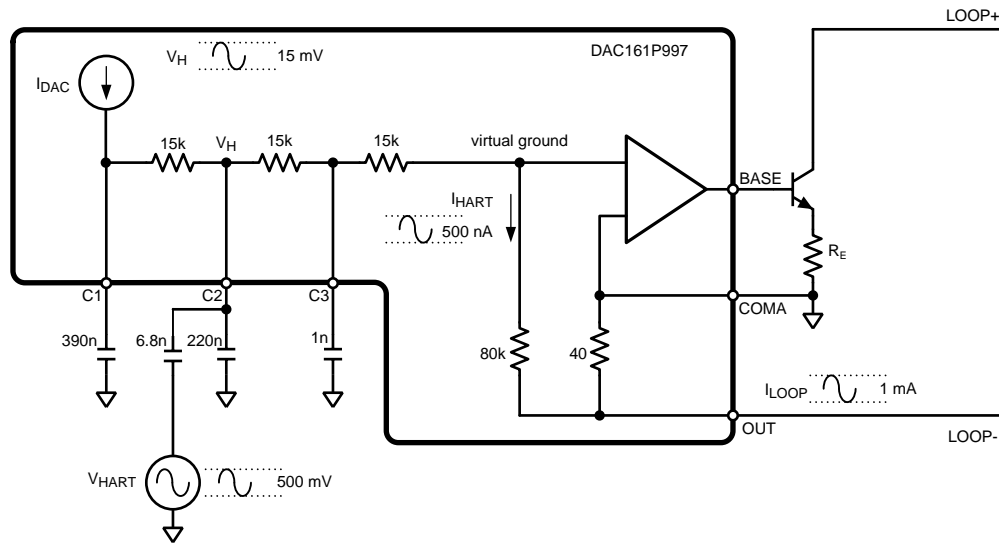 LOOP+
DAC161P997
V_H 15 mV
I_DAC
15k V_H 15k 15k virtual ground
BASE
I_HART
500 nA
R_E
C1 C2 C3
COMA
390n 6.8n 220n 1n
80k 40
I_LOOP 1 mA
OUT
LOOP-
V_HART 500 mV